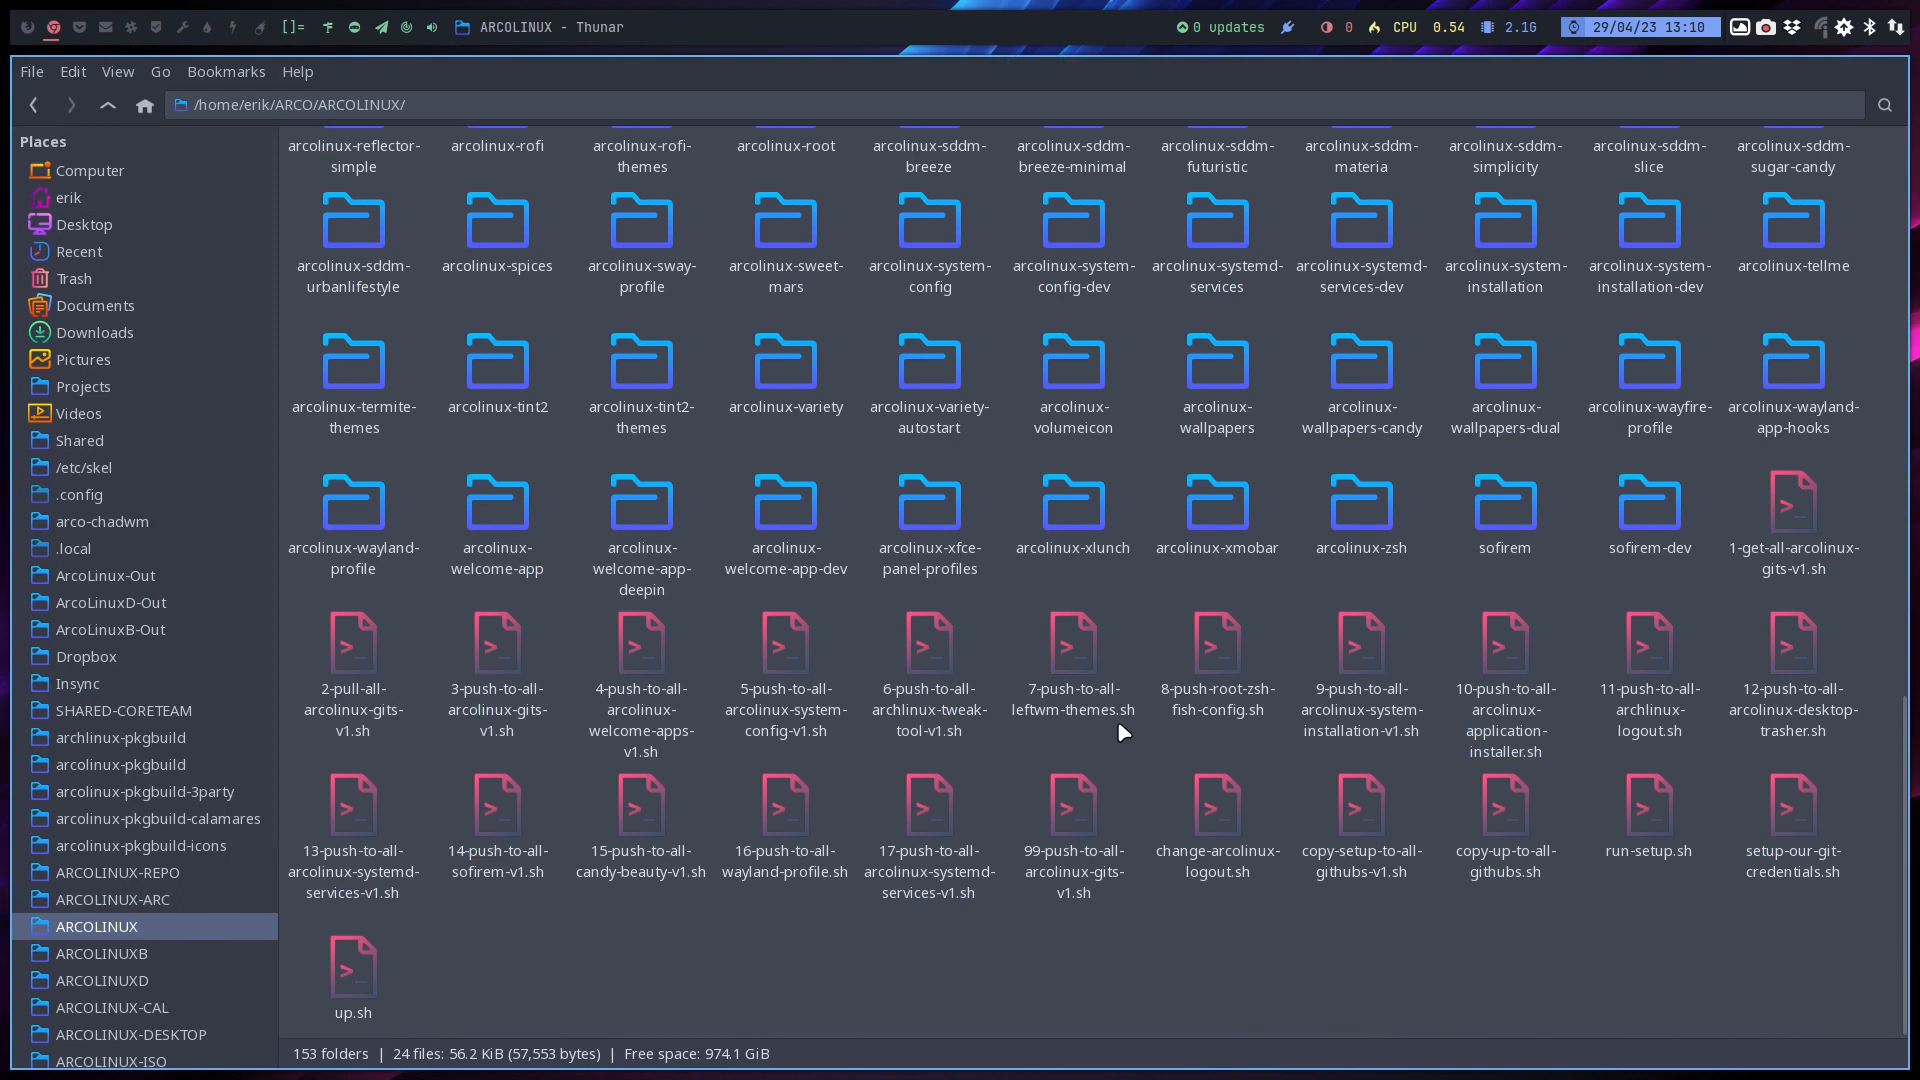 []=
ARCOLINUX - Thunar
0 updates
0
CPU 0.54
2.1G
29/04/23 13:10
File Edit View Go Bookmarks Help
/home/erik/ARCO/ARCOLINUX/
Places
Computer
erik
Desktop
Recent
Trash
Documents
Downloads
Pictures
Projects
Videos
Shared
/etc/skel
.config
arco-chadwm
.local
ArcoLinux-Out
ArcoLinuxD-Out
ArcoLinuxB-Out
Dropbox
Insync
SHARED-CORETEAM
archlinux-pkgbuild
arcolinux-pkgbuild
arcolinux-pkgbuild-3party
arcolinux-pkgbuild-calamares
arcolinux-pkgbuild-icons
ARCOLINUX-REPO
ARCOLINUX-ARC
ARCOLINUX
ARCOLINUXB
ARCOLINUXD
ARCOLINUX-CAL
ARCOLINUX-DESKTOP
ARCOLINUX-ISO
arcolinux-reflector-
simple
arcolinux-rofi
arcolinux-rofi-
themes
arcolinux-root
arcolinux-sddm-
breeze
arcolinux-sddm-
breeze-minimal
arcolinux-sddm-
futuristic
arcolinux-sddm-
materia
arcolinux-sddm-
simplicity
arcolinux-sddm-
slice
arcolinux-sddm-
sugar-candy
arcolinux-sddm-
urbanlifestyle
arcolinux-spices
arcolinux-sway-
profile
arcolinux-sweet-
mars
arcolinux-system-
config
arcolinux-system-
config-dev
arcolinux-systemd-
services
arcolinux-systemd-
services-dev
arcolinux-system-
installation
arcolinux-system-
installation-dev
arcolinux-tellme
arcolinux-termite-
themes
arcolinux-tint2
arcolinux-tint2-
themes
arcolinux-variety
arcolinux-variety-
autostart
arcolinux-
volumeicon
arcolinux-
wallpapers
arcolinux-
wallpapers-candy
arcolinux-
wallpapers-dual
arcolinux-wayfire-
profile
arcolinux-wayland-
app-hooks
arcolinux-wayland-
profile
arcolinux-
welcome-app
arcolinux-
welcome-app-
deepin
arcolinux-
welcome-app-dev
arcolinux-xfce-
panel-profiles
arcolinux-xlunch
arcolinux-xmobar
arcolinux-zsh
sofirem
sofirem-dev
1-get-all-arcolinux-
gits-v1.sh
2-pull-all-
arcolinux-gits-
v1.sh
3-push-to-all-
arcolinux-gits-
v1.sh
4-push-to-all-
arcolinux-
welcome-apps-
v1.sh
5-push-to-all-
arcolinux-system-
config-v1.sh
6-push-to-all-
archlinux-tweak-
tool-v1.sh
7-push-to-all-
leftwm-themes.sh
8-push-root-zsh-
fish-config.sh
9-push-to-all-
arcolinux-system-
installation-v1.sh
10-push-to-all-
arcolinux-
application-
installer.sh
11-push-to-all-
archlinux-
logout.sh
12-push-to-all-
arcolinux-desktop-
trasher.sh
13-push-to-all-
arcolinux-systemd-
services-v1.sh
14-push-to-all-
sofirem-v1.sh
15-push-to-all-
candy-beauty-v1.sh
16-push-to-all-
wayland-profile.sh
17-push-to-all-
arcolinux-systemd-
services-v1.sh
99-push-to-all-
arcolinux-gits-
v1.sh
change-arcolinux-
logout.sh
copy-setup-to-all-
githubs-v1.sh
copy-up-to-all-
githubs.sh
run-setup.sh
setup-our-git-
credentials.sh
up.sh
153 folders | 24 files: 56.2 KiB (57,553 bytes) | Free space: 974.1 GiB